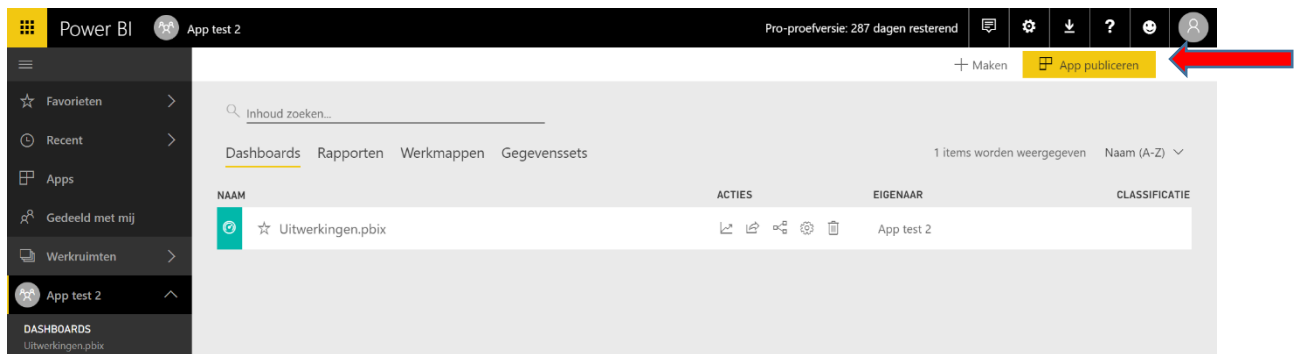 Power BI App test 2 Pro-proefversie: 287 dagen resterend ?
+ Maken App publiceren
Favorieten
Inhoud zoeken...
Recent
Dashboards Rapporten Werkmappen Gegevenssets 1 items worden weergegeven Naam (A-Z)
Apps
NAAM ACTIES EIGENAAR CLASSIFICATIE
Gedeeld met mij
Uitwerkingen.pbix App test 2
Werkruimten
App test 2
DASHBOARDS
Uitwerkingen.pbix